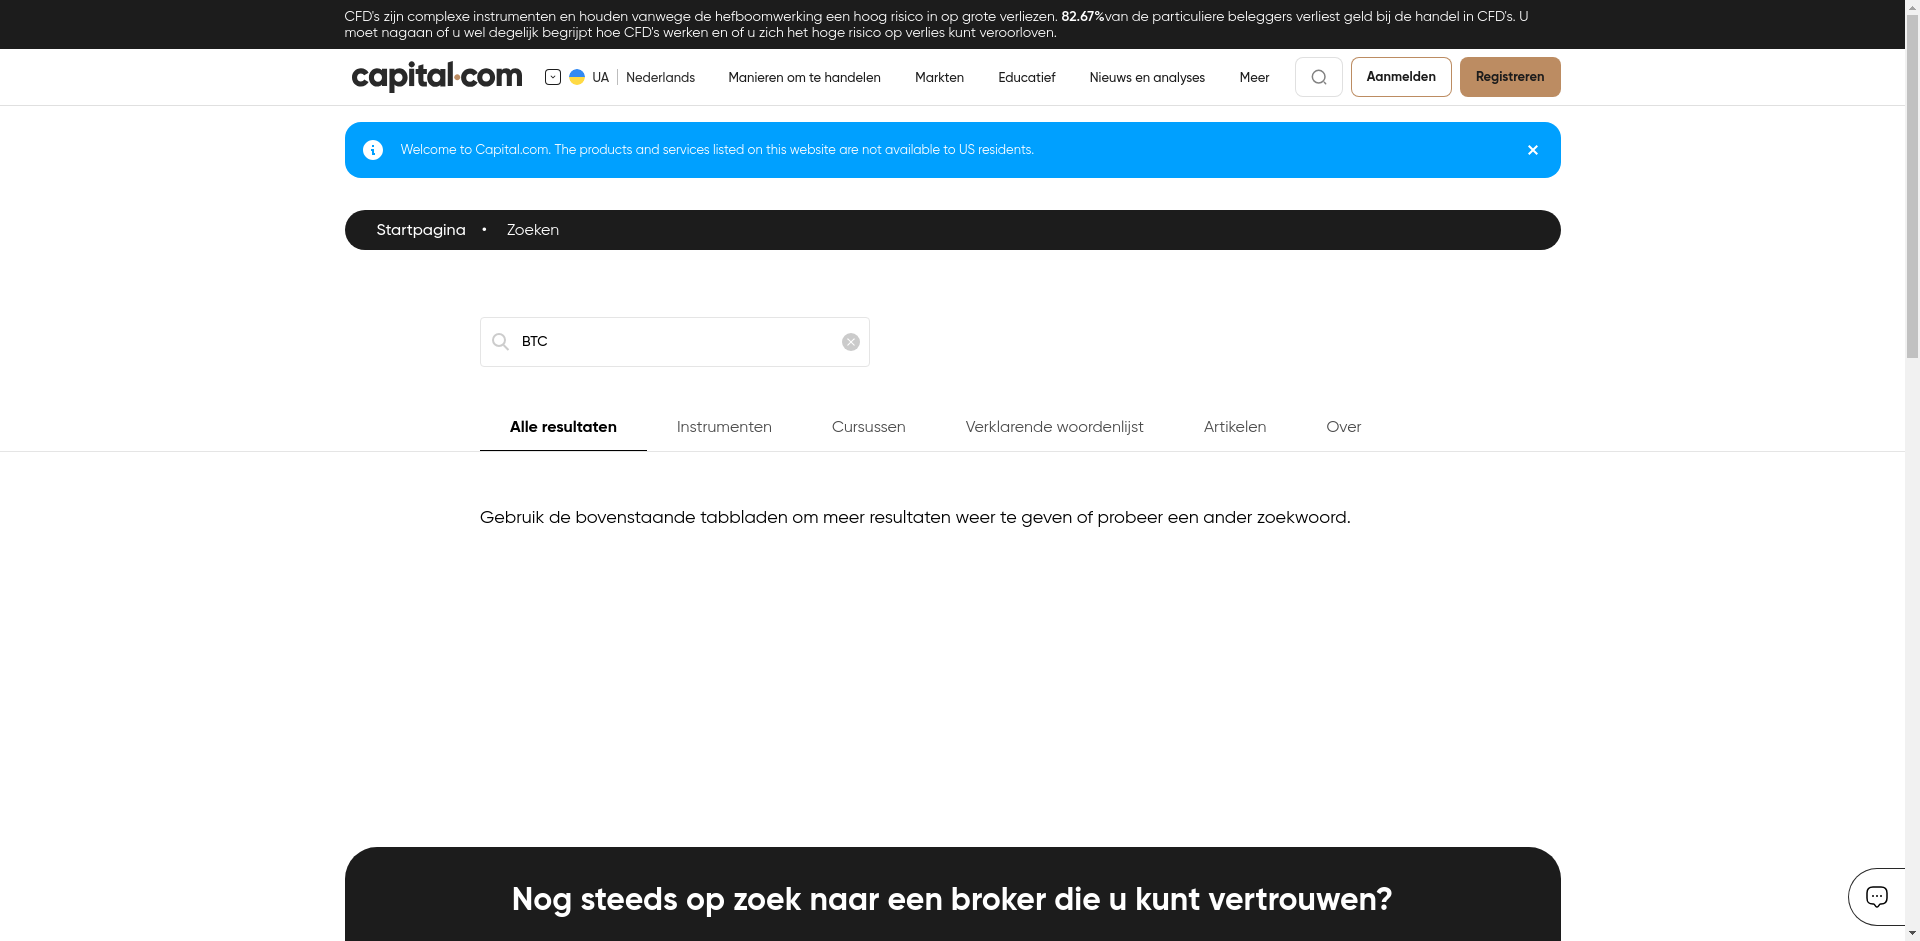 CFD's zijn complexe instrumenten en houden vanwege de hefboomwerking een hoog risico in op grote verliezen. 82.67%van de particuliere beleggers verliest geld bij de handel in CFD's. U
moet nagaan of u wel degelijk begrijpt hoe CFD's werken en of u zich het hoge risico op verlies kunt veroorloven.
capital.com UA Nederlands Manieren om te handelen Markten Educatief Nieuws en analyses Meer Aanmelden Registreren
Welcome to Capital.com. The products and services listed on this website are not available to US residents.
Startpagina • Zoeken
BTC
Alle resultaten Instrumenten Cursussen Verklarende woordenlijst Artikelen Over
Gebruik de bovenstaande tabbladen om meer resultaten weer te geven of probeer een ander zoekwoord.
Nog steeds op zoek naar een broker die u kunt vertrouwen?